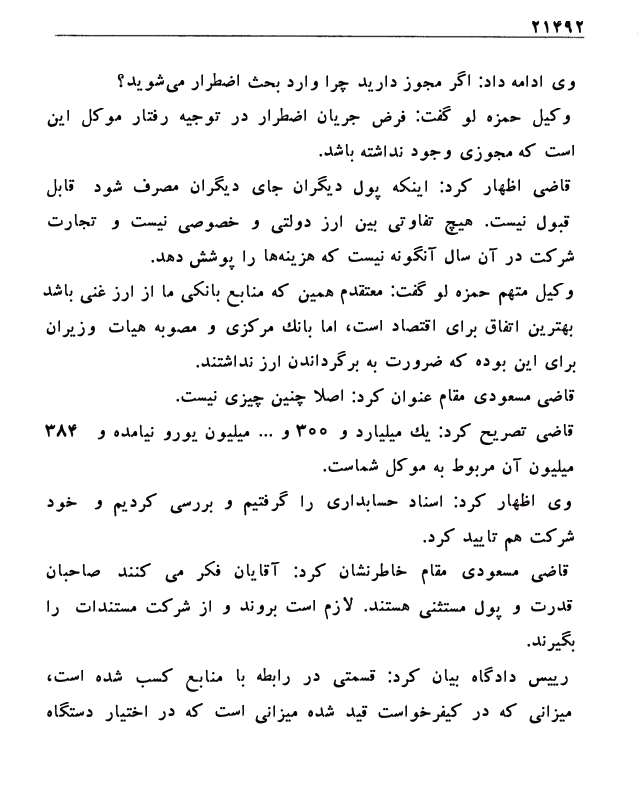 ۲۱۴۹۲
وی ادامه داد: اگر مجوز دارید چرا وارد بحث اضطرار می‌شوید؟
وکیل حمزه لو گفت: فرض جریان اضطرار در توجیه رفتار موکل این
است که مجوزی وجود نداشته باشد.
قاضی اظهار کرد: اینکه پول دیگران جای دیگران مصرف شود قابل
قبول نیست. هیچ تفاوتی بین ارز دولتی و خصوصی نیست و تجارت
شرکت در آن سال آنگونه نیست که هزینه‌ها را پوشش دهد.
وکیل متهم حمزه لو گفت: معتقدم همین که منابع بانکی ما از ارز غنی باشد
بهترین اتفاق برای اقتصاد است، اما بانك مرکزی و مصوبه هیات وزیران
برای این بوده که ضرورت به برگرداندن ارز نداشتند.
قاضی مسعودی مقام عنوان کرد: اصلا چنین چیزی نیست.
قاضی تصریح کرد: یك میلیارد و ۳۰۰ و ... میلیون یورو نیامده و ۳۸۴
میلیون آن مربوط به موکل شماست.
وی اظهار کرد: اسناد حسابداری را گرفتیم و بررسی کردیم و خود
شرکت هم تایید کرد.
قاضی مسعودی مقام خاطرنشان کرد: آقایان فکر می کنند صاحبان
قدرت و پول مستثنی هستند. لازم است بروند و از شرکت مستندات را
بگیرند.
رییس دادگاه بیان کرد: قسمتی در رابطه با منابع کسب شده است،
میزانی که در کیفرخواست قید شده میزانی است که در اختیار دستگاه